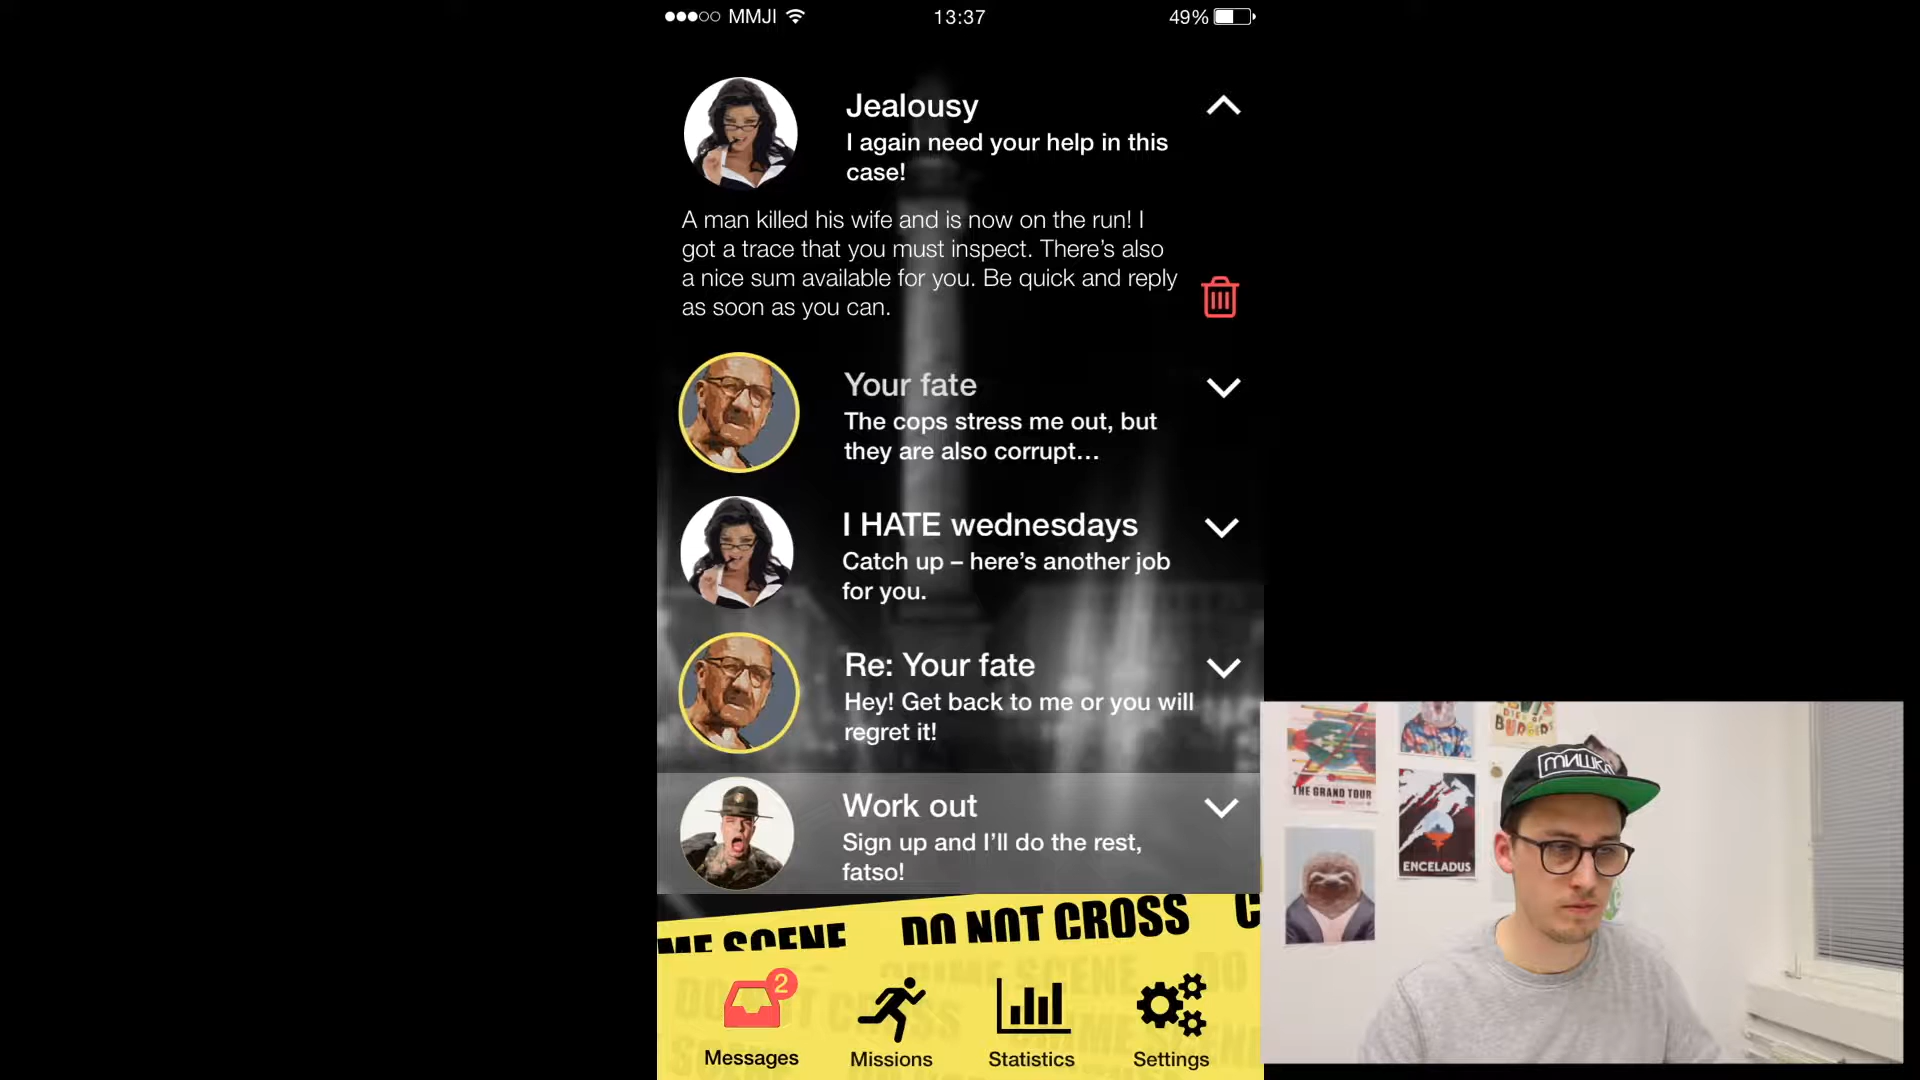 MMJI
13:37
49%
Jealousy
I again need your help in this
case!
A man killed his wife and is now on the run! I
got a trace that you must inspect. There’s also
a nice sum available for you. Be quick and reply
as soon as you can.
Your fate
The cops stress me out, but
they are also corrupt...
I HATE wednesdays
Catch up – here’s another job
for you.
Re: Your fate
Hey! Get back to me or you will
regret it!
Work out
Sign up and I’ll do the rest,
fatso!
DO NOT CROSS
ME SCENE
2
Messages
Missions
Statistics
Settings
BURGER
THE GRAND TOUR
ENCELADUS